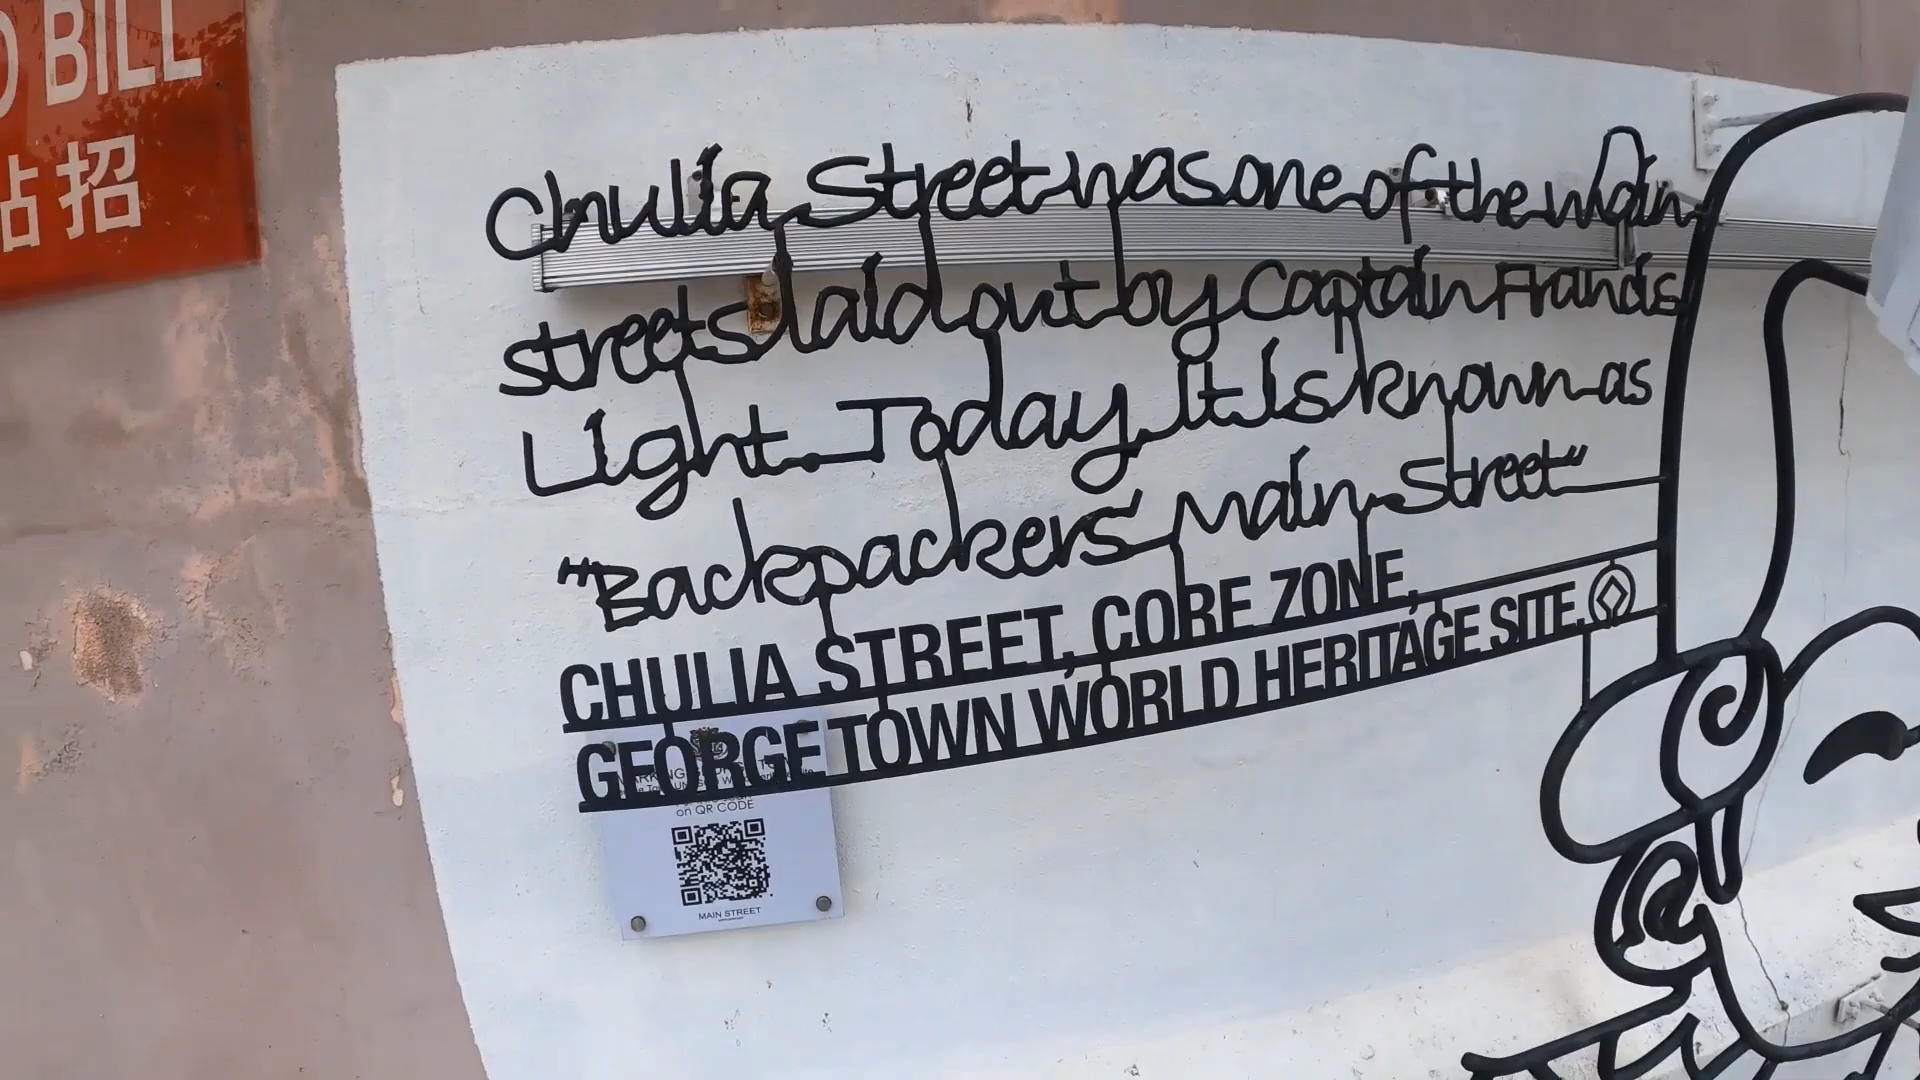 BILL
招
Chulia Street was one of the main
streets laid out by Captain Francis
Light. Today it is known as
"Backpackers' Main Street"
CHULIA STREET, CORE ZONE,
GEORGE TOWN WORLD HERITAGE SITE.
on QR CODE
MAIN STREET